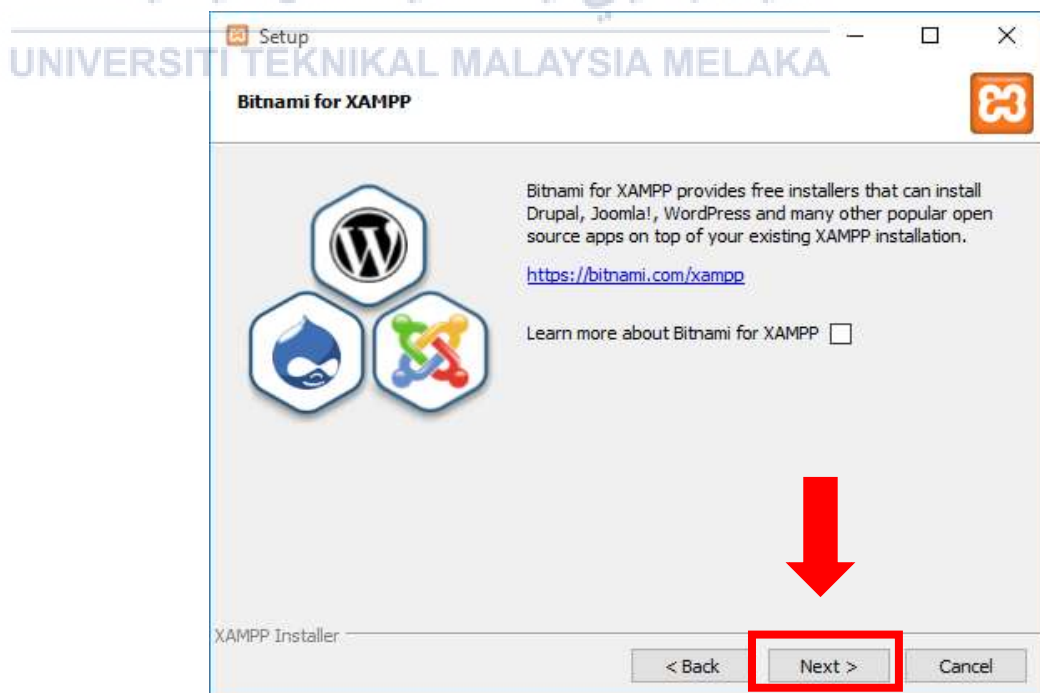 Setup
UNIVERSITI TEKNIKAL MALAYSIA MELAKA
Bitnami for XAMPP
Bitnami for XAMPP provides free installers that can install
Drupal, Joomla!, WordPress and many other popular open
source apps on top of your existing XAMPP installation.
https://bitnami.com/xampp
Learn more about Bitnami for XAMPP
XAMPP Installer
< Back
Next >
Cancel